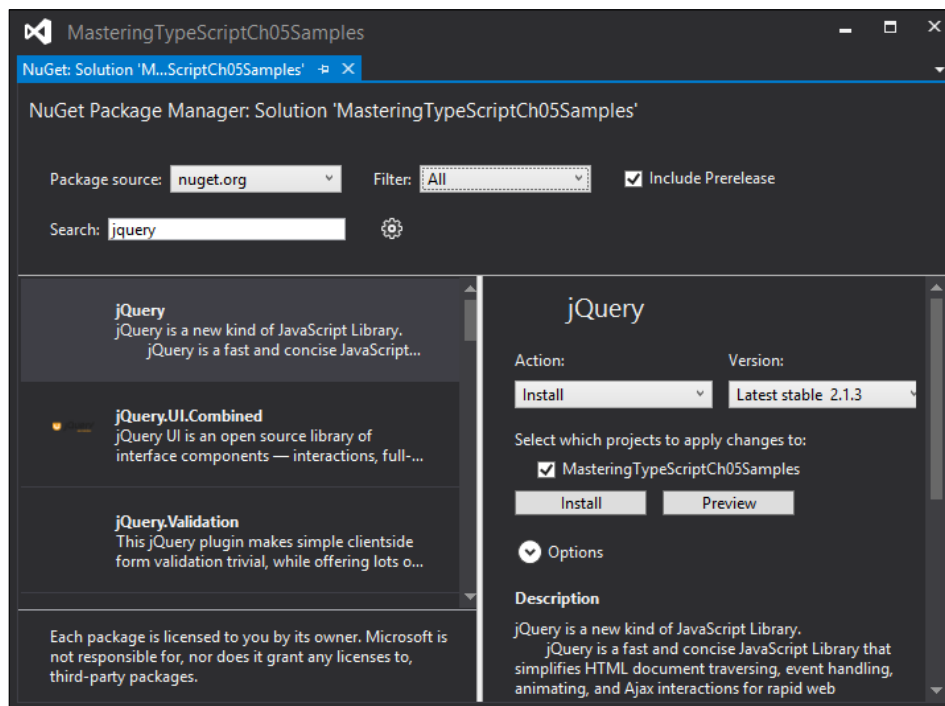 MasteringTypeScriptCh05Samples
NuGet: Solution 'M...ScriptCh05Samples'
NuGet Package Manager: Solution 'MasteringTypeScriptCh05Samples'
Package source: nuget.org Filter: All Include Prerelease
Search: jquery
jQuery
jQuery is a new kind of JavaScript Library.
jQuery is a fast and concise JavaScript...
jQuery.UI.Combined
jQuery UI is an open source library of
interface components — interactions, full-...
jQuery.Validation
This jQuery plugin makes simple clientside
form validation trivial, while offering lots o...
Each package is licensed to you by its owner. Microsoft is
not responsible for, nor does it grant any licenses to,
third-party packages.
jQuery
Action: Version:
Install Latest stable 2.1.3
Select which projects to apply changes to:
MasteringTypeScriptCh05Samples
Install Preview
Options
Description
jQuery is a new kind of JavaScript Library.
jQuery is a fast and concise JavaScript Library that
simplifies HTML document traversing, event handling,
animating, and Ajax interactions for rapid web